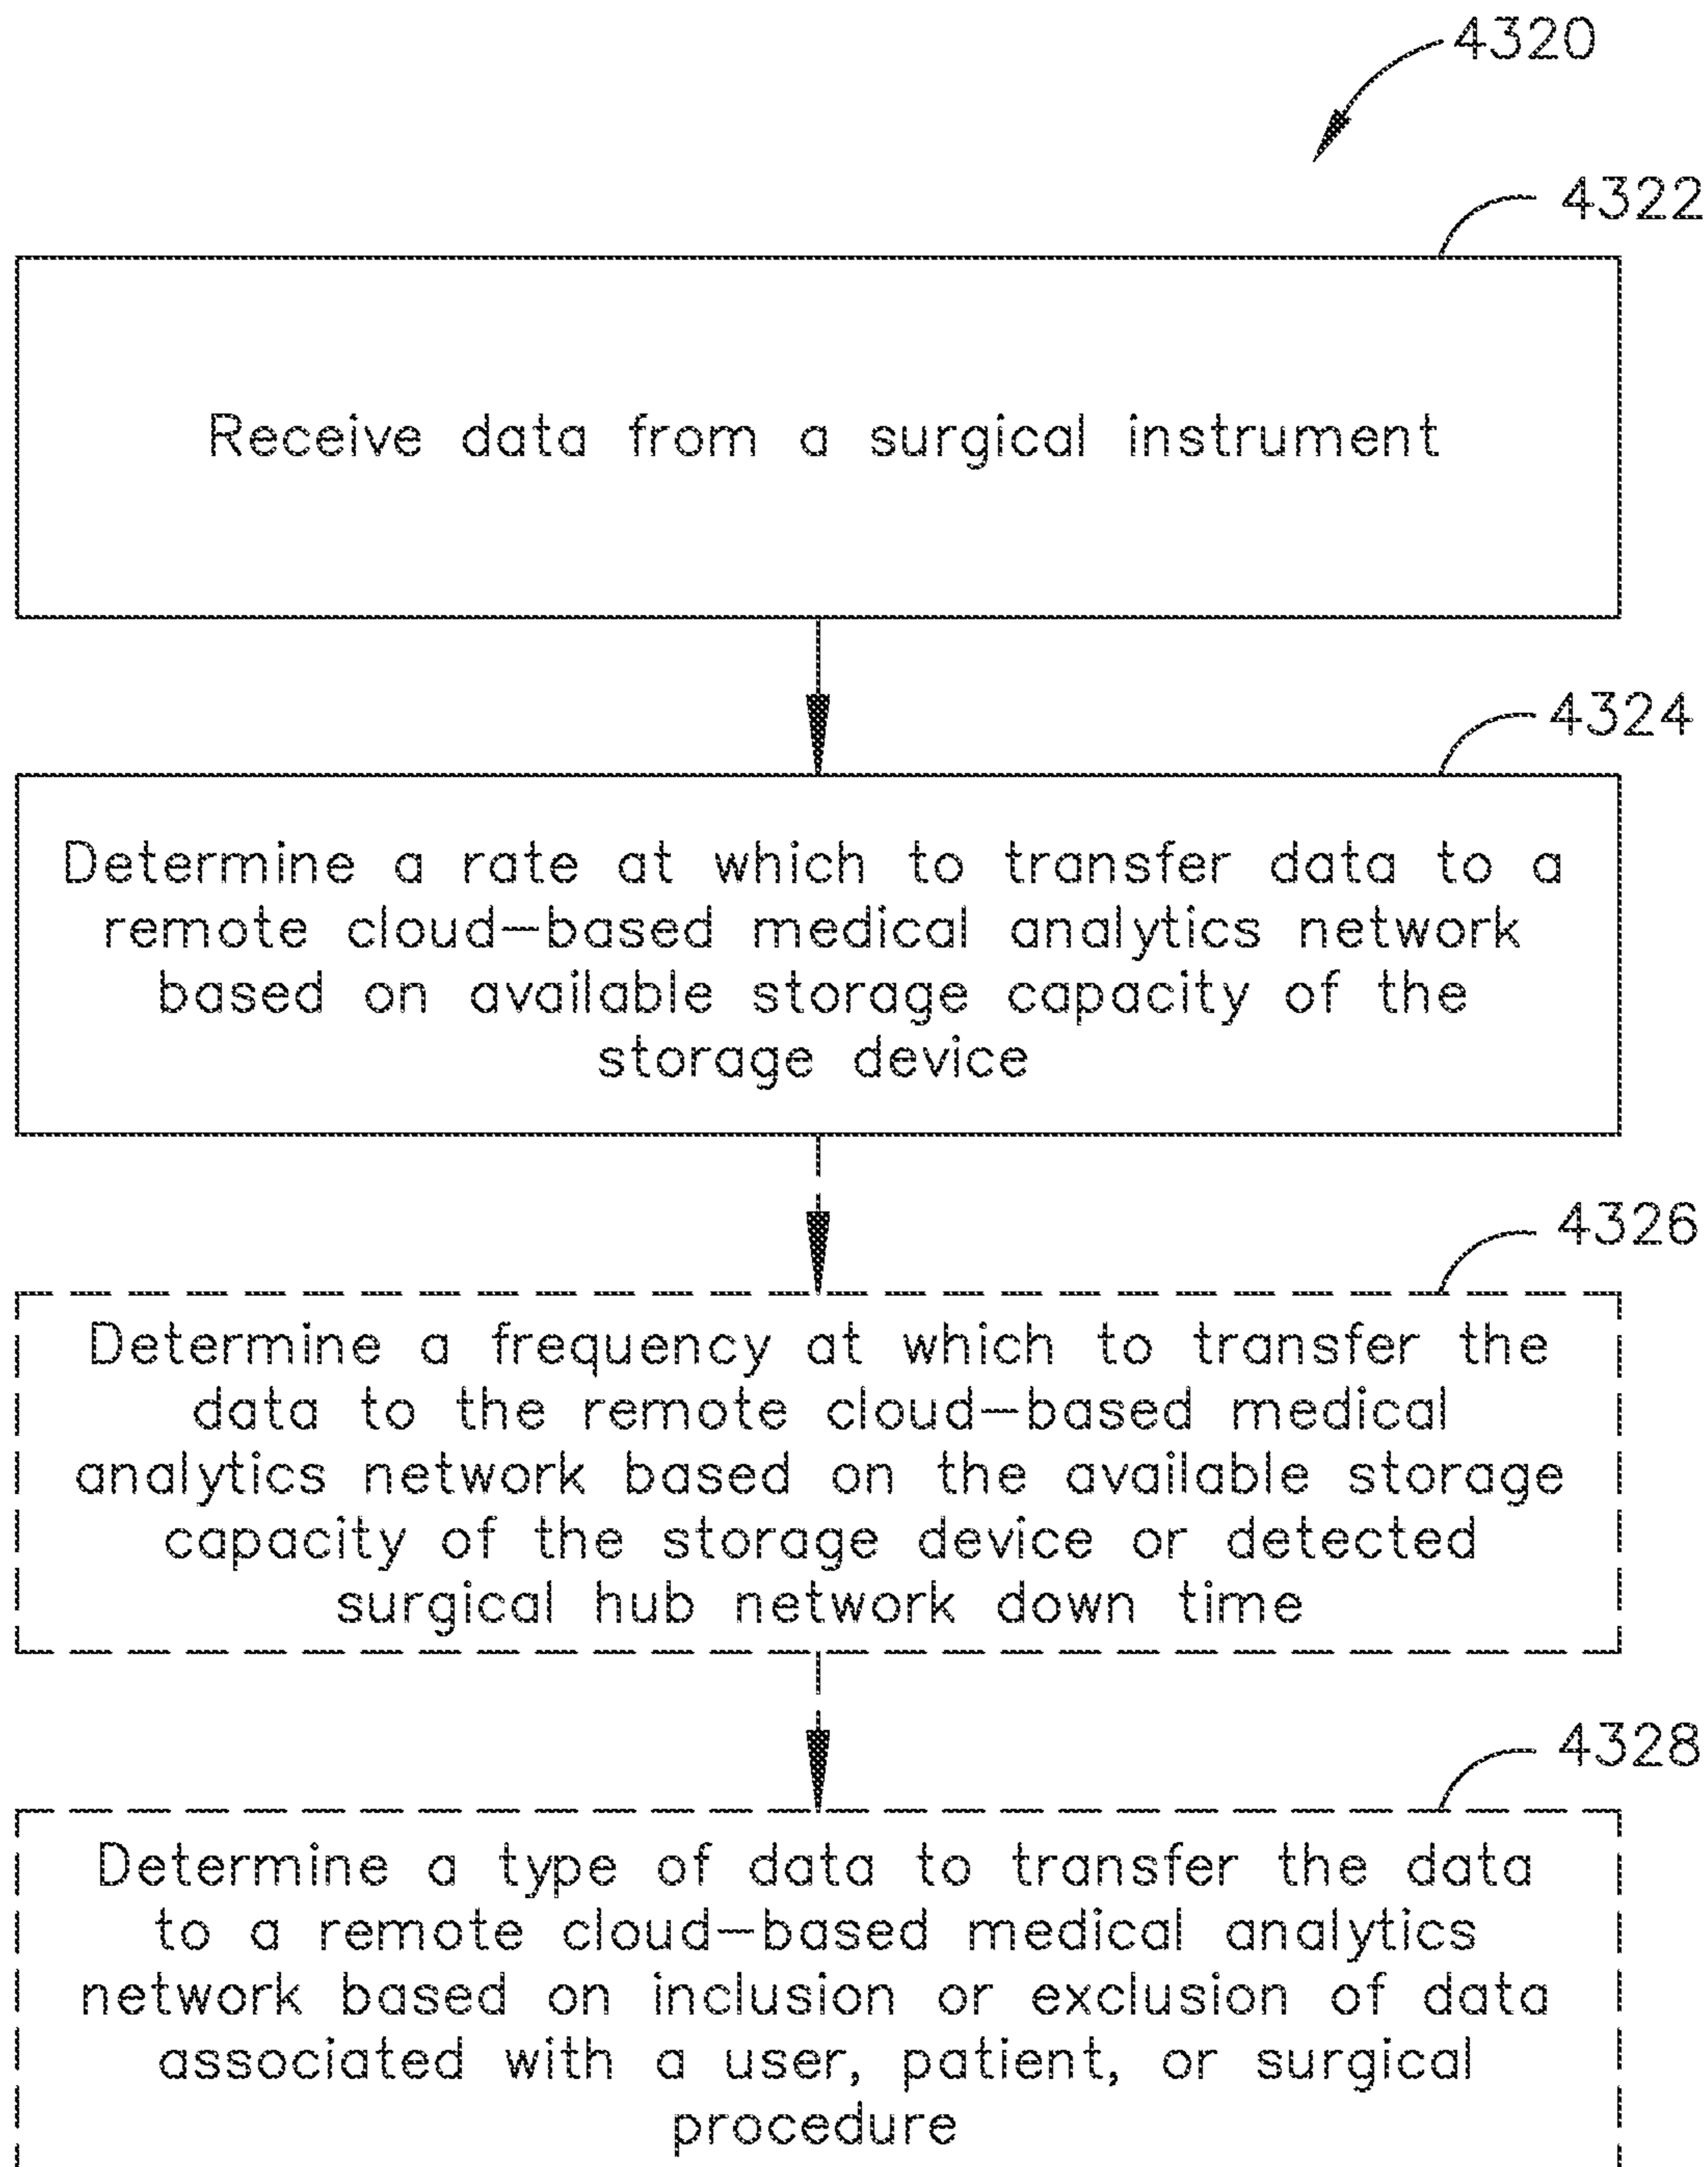 4320
4322
Receive data from a surgical instrument
4324
Determine a rate at which to transfer data to a
remote cloud-based medical analytics network
based on available storage capacity of the
storage device
4326
Determine a frequency at which to transfer the
data to the remote cloud-based medical
analytics network based on the available storage
capacity of the storage device or detected
surgical hub network down time
4328
Determine a type of data to transfer the data
to a remote cloud-based medical analytics
network based on inclusion or exclusion of data
associated with a user, patient, or surgical
procedure